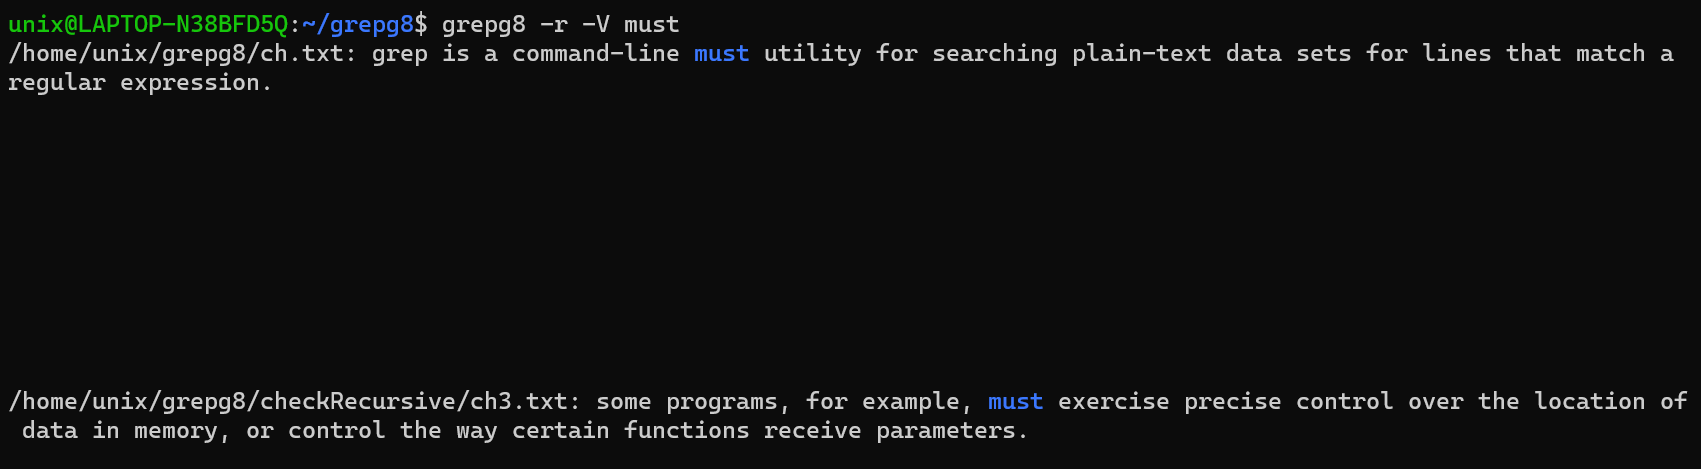 unix@LAPTOP-N38BFD5Q:~/grepg8$ grepg8 -r -V must
/home/unix/grepg8/ch.txt: grep is a command-line must utility for searching plain-text data sets for lines that match a
regular expression.
/home/unix/grepg8/checkRecursive/ch3.txt: some programs, for example, must exercise precise control over the location of
data in memory, or control the way certain functions receive parameters.